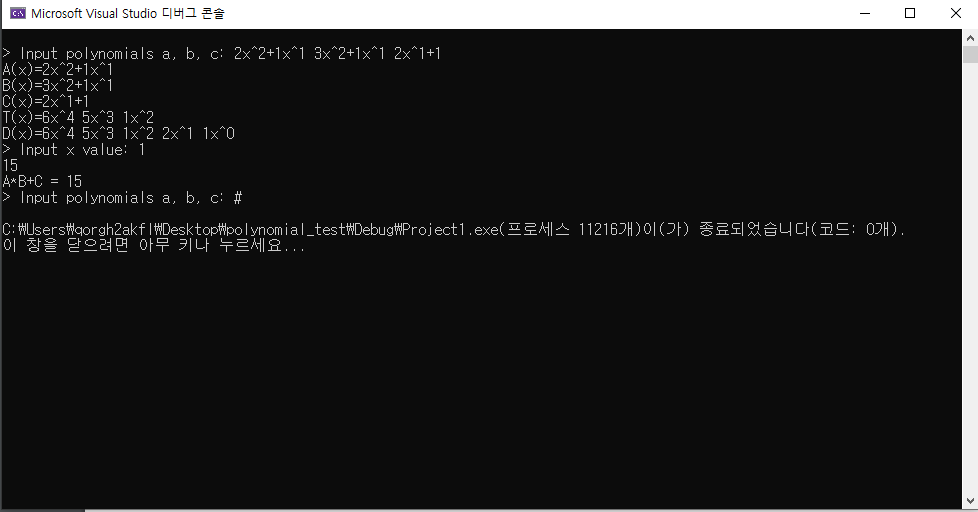 Microsoft Visual Studio 디버그 콘솔
> Input polynomials a, b, c: 2x^2+1x^1 3x^2+1x^1 2x^1+1
A(x)=2x^2+1x^1
B(x)=3x^2+1x^1
C(x)=2x^1+1
T(x)=6x^4 5x^3 1x^2
D(x)=6x^4 5x^3 1x^2 2x^1 1x^0
> Input x value: 1
15
A*B+C = 15
> Input polynomials a, b, c: #
C:₩Users₩qorgh2akfl₩Desktop₩polynomial_test₩Debug₩Project1.exe(프로세스 11216개)이(가) 종료되었습니다(코드: 0개).
이 창을 닫으려면 아무 키나 누르세요...